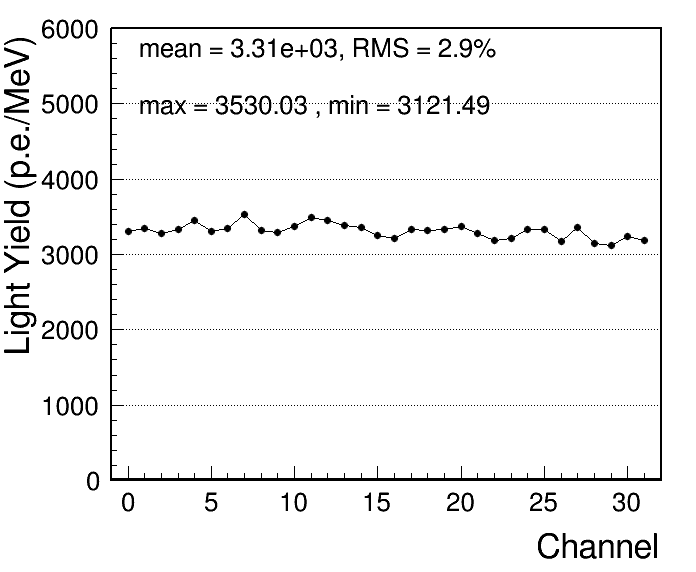 mean = 3.31e+03, RMS = 2.9%
max = 3530.03 , min = 3121.49
Light Yield (p.e./MeV)
6000
5000
4000
3000
2000
1000
0
0 5 10 15 20 25 30
Channel